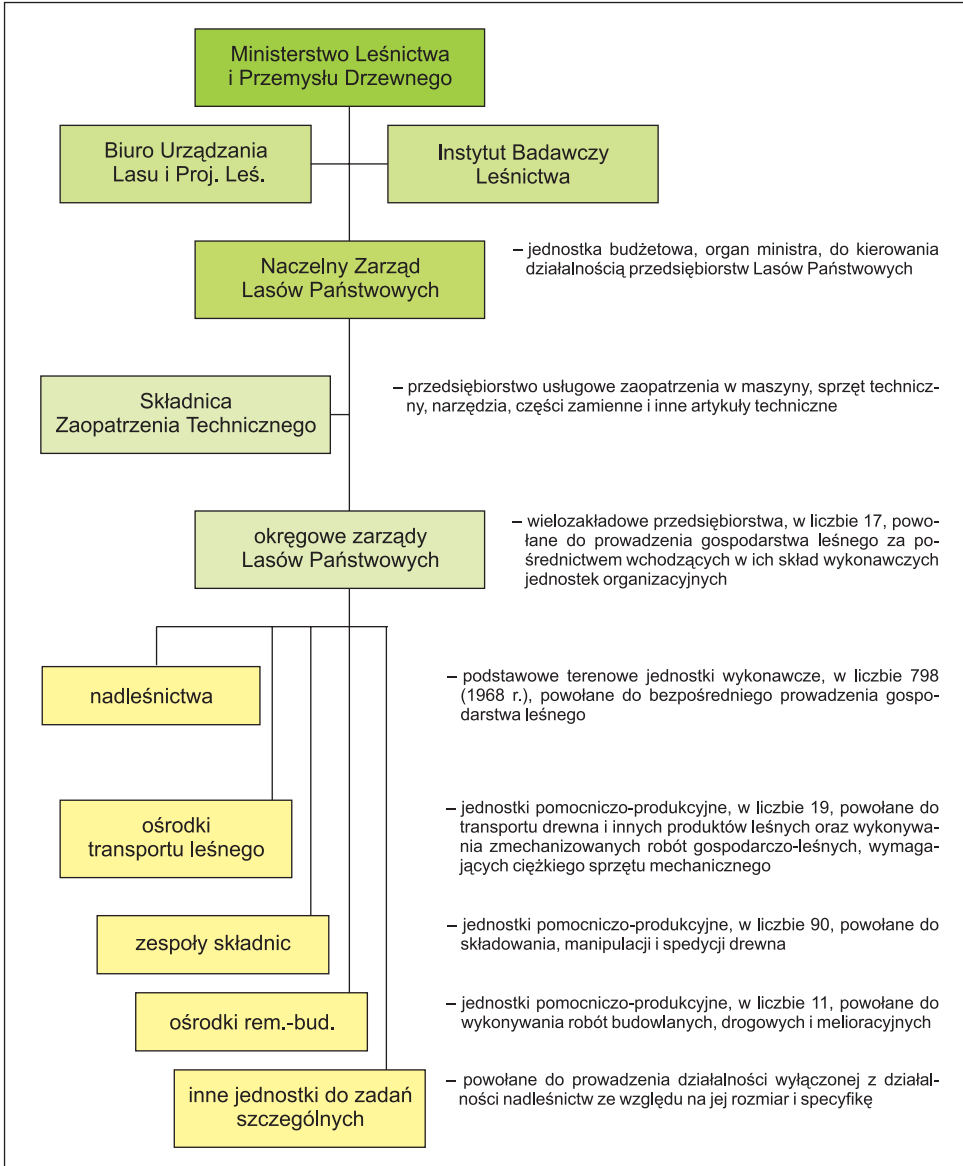 Ministerstwo Leśnictwa
i Przemysłu Drzewnego
Biuro Urządzania
Lasu i Proj. Leś.
Instytut Badawczy
Leśnictwa
Naczelny Zarząd
Lasów Państwowych
– jednostka budżetowa, organ ministra, do kierowania
działalnością przedsiębiorstw Lasów Państwowych
Składnica
Zaopatrzenia Technicznego
– przedsiębiorstwo usługowe zaopatrzenia w maszyny, sprzęt technicz-
ny, narzędzia, części zamienne i inne artykuły techniczne
okręgowe zarządy
Lasów Państwowych
– wielozakładowe przedsiębiorstwa, w liczbie 17, powo-
łane do prowadzenia gospodarstwa leśnego za po-
średnictwem wchodzących w ich skład wykonawczych
jednostek organizacyjnych
nadleśnictwa
– podstawowe terenowe jednostki wykonawcze, w liczbie 798
(1968 r.), powołane do bezpośredniego prowadzenia gospo-
darstwa leśnego
ośrodki
transportu leśnego
– jednostki pomocniczo-produkcyjne, w liczbie 19, powołane do
transportu drewna i innych produktów leśnych oraz wykonywa-
nia zmechanizowanych robót gospodarczo-leśnych, wymaga-
jących ciężkiego sprzętu mechanicznego
zespoły składnic
– jednostki pomocniczo-produkcyjne, w liczbie 90, powołane do
składowania, manipulacji i spedycji drewna
ośrodki rem.-bud.
– jednostki pomocniczo-produkcyjne, w liczbie 11, powołane do
wykonywania robót budowlanych, drogowych i melioracyjnych
inne jednostki do zadań
szczególnych
– powołane do prowadzenia działalności wyłączonej z działal-
ności nadleśnictw ze względu na jej rozmiar i specyfikę